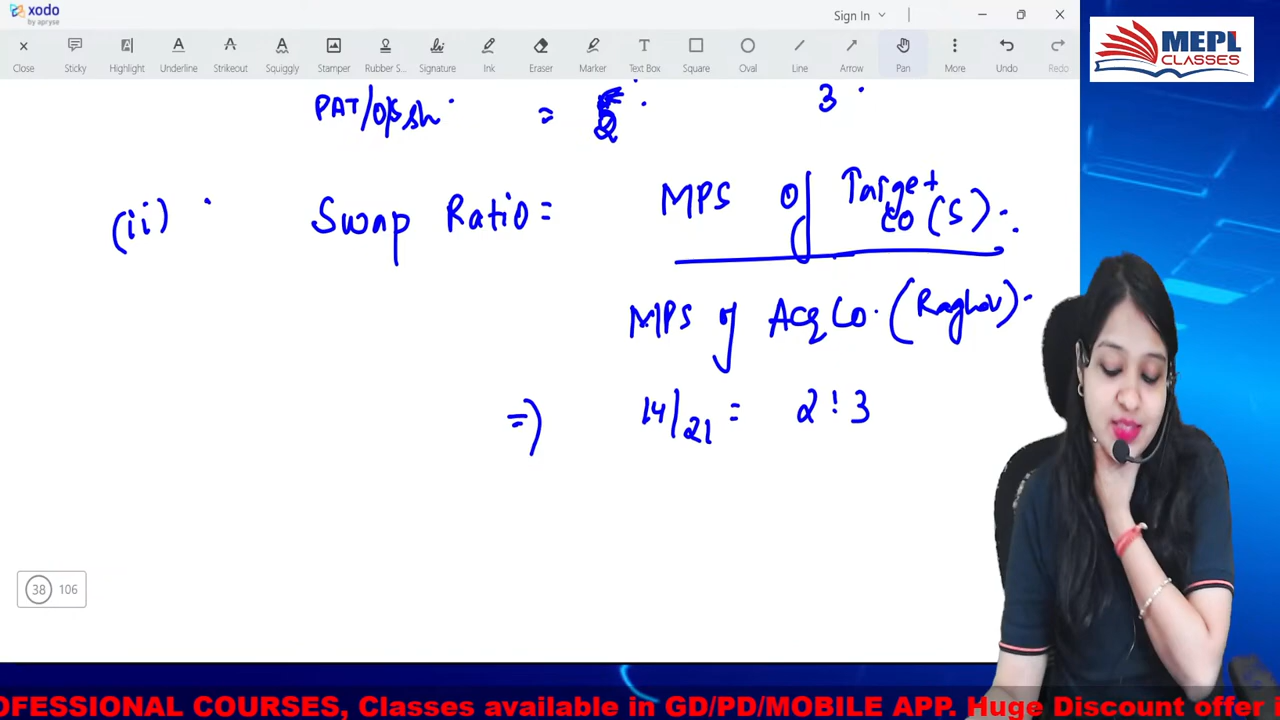 xodo
by apryse
Sign In
Close
Sticky
Highlight
Underline
Strikeout
Squiggly
Stamper
Rubber
Signature
Pencil
Eraser
Marker
T
Text Box
Square
Oval
Line
Arrow
Pan
More
Undo
Redo
MEPL
CLASSES
PAT/O/S sh = 3
(ii) Swap Ratio = MPS of Target Co (S)
MPS of Acq Co. (Raghav)
=) 14/21 = 2:3
38 106
OFESSIONAL COURSES, Classes available in GD/PD/MOBILE APP. Huge Discount offer